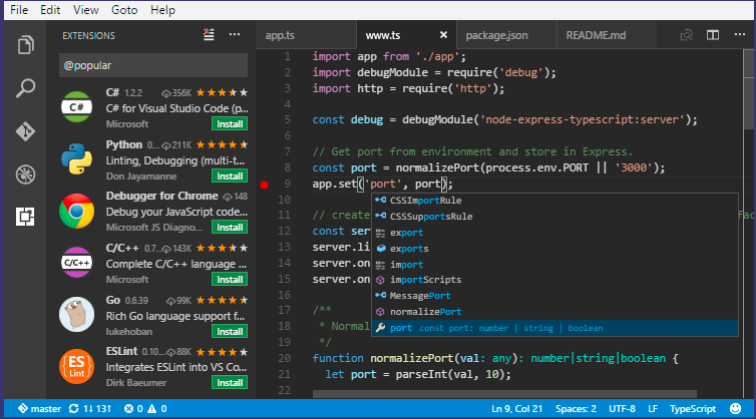 File Edit View Goto Help
EXTENSIONS
@popular
C# 1.2.2 356K
C# for Visual Studio Code (p...
Microsoft Install
Python 0... 211K
Linting, Debugging (multi-t...
Don Jayamanne Install
Debugger for Chrome 148
Debug your JavaScript code...
Microsoft JS Diagno... Install
C/C++ 0.7... 143K
Complete C/C++ language ...
Microsoft Install
Go 0.6.39 99K
Rich Go language support f...
lukehoban Install
ESLint 0.10... 88K
Integrates ESLint into VS Co...
Dirk Baeumer Install
C#
C/C++
ES
LINT
app.ts www.ts package.json README.md
1 import app from './app';
2 import debugModule = require('debug');
3 import http = require('http');
4
5 const debug = debugModule('node-express-typescript:server');
6
7 // Get port from environment and store in Express.
8 const port = normalizePort(process.env.PORT || '3000');
9 app.set('port', port);
10
11 // create
12 const ser
13 server.li
14 server.on
15 server.on
16
17 /**
18 * Normal
19 */
20 function normalizePort(val: any): number|string|boolean {
21 let port = parseInt(val, 10);
22
CSSImportRule
CSSSupportsRule
export
exports
import
importScripts
MessagePort
normalizePort
port const port: number | string | boolean
master 1↓ 13↑ 0 0 Ln 9, Col 21 Spaces: 2 UTF-8 LF TypeScript